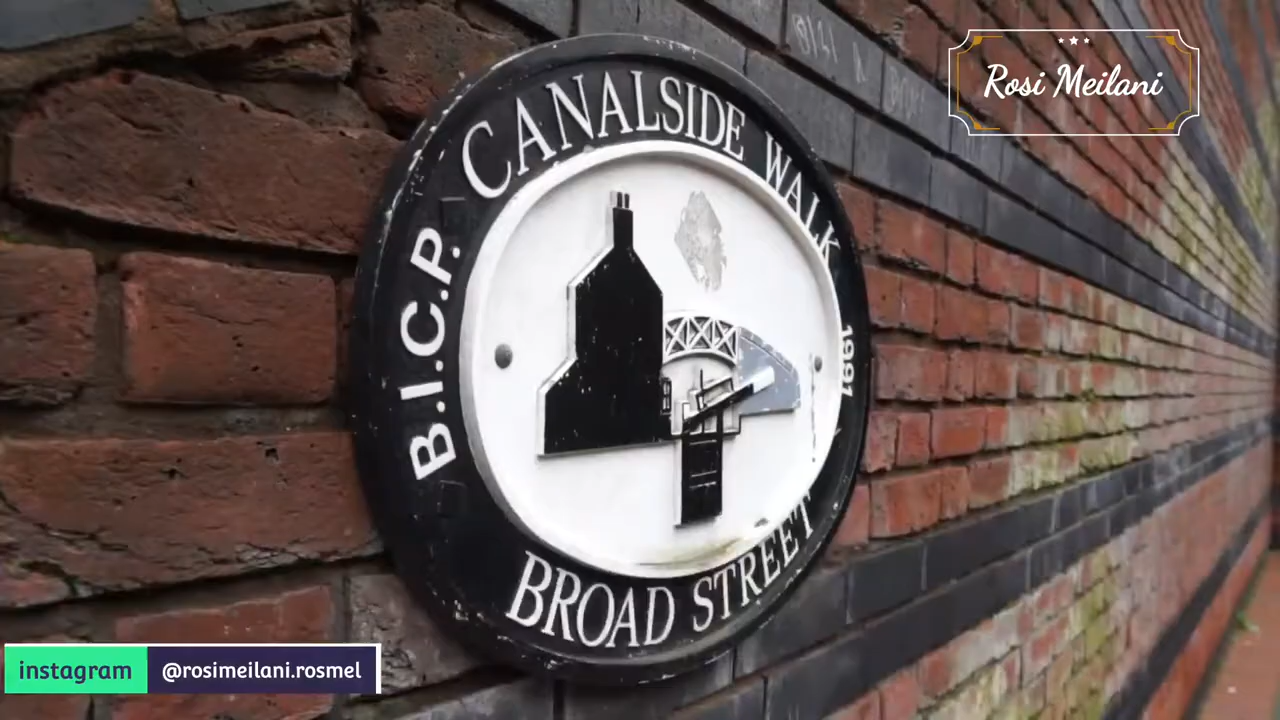 Rosi Meilani
CANALSIDE WALK
B.I.C.P.
1991
BROAD STREET
instagram
@rosimeilani.rosmel